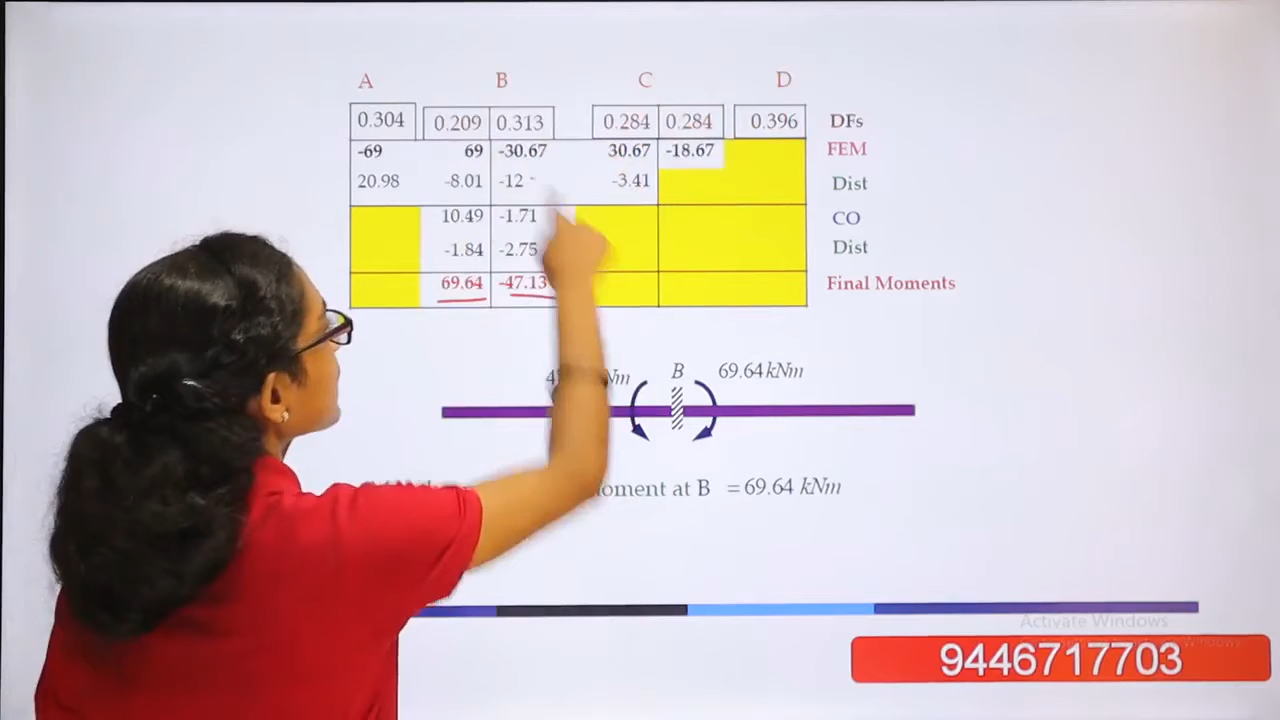 A B C D
0.304 0.209 0.313 0.284 0.284 0.396 DFs
-69 69 -30.67 30.67 -18.67 FEM
20.98 -8.01 -12 -3.41 Dist
10.49 -1.71 CO
-1.84 -2.75 Dist
69.64 -47.13 Final Moments
B 69.64 kNm
at B = 69.64 kNm
Activate Windows
9446717703